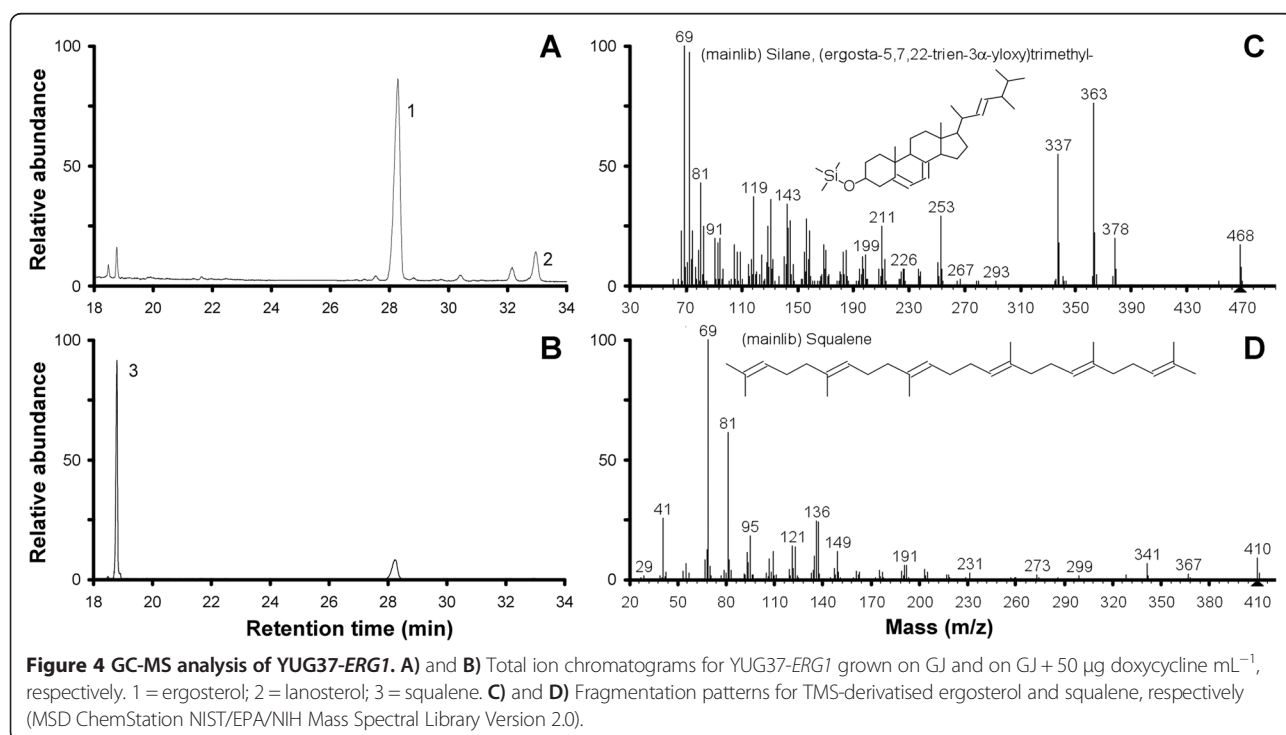 A
100
50
0
Relative abundance
1
2
18 20 22 24 26 28 30 32 34
B
100
50
0
Relative abundance
3
18 20 22 24 26 28 30 32 34
Retention time (min)
C
100
50
0
(mainlib) Silane, (ergosta-5,7,22-trien-3α-yloxy)trimethyl-
Si
O
69
81
91
119
143
199
211
226
253
267
293
337
363
378
468
30 70 110 150 190 230 270 310 350 390 430 470
D
100
50
0
(mainlib) Squalene
29
41
69
81
95
121
136
149
191
231
273
299
341
367
410
20 50 80 110 140 170 200 230 260 290 320 350 380 410
Mass (m/z)
Figure 4 GC-MS analysis of YUG37-ERG1. A) and B) Total ion chromatograms for YUG37-ERG1 grown on GJ and on GJ + 50 μg doxycycline mL⁻¹,
respectively. 1 = ergosterol; 2 = lanosterol; 3 = squalene. C) and D) Fragmentation patterns for TMS-derivatised ergosterol and squalene, respectively
(MSD ChemStation NIST/EPA/NIH Mass Spectral Library Version 2.0).